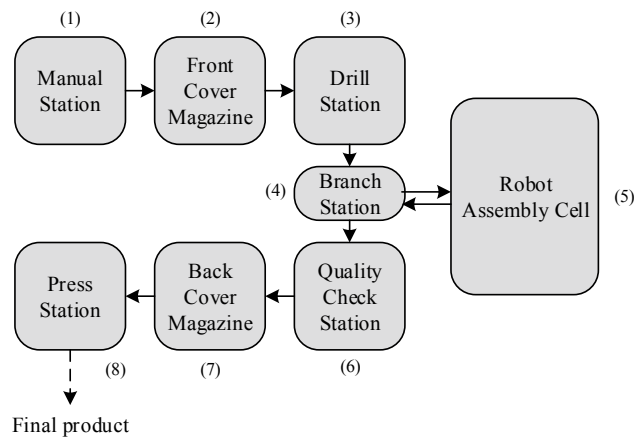 (1)
Manual
Station
(2)
Front
Cover
Magazine
(3)
Drill
Station
(4)
Branch
Station
Robot
Assembly Cell
(5)
Quality
Check
Station
(6)
Back
Cover
Magazine
(7)
Press
Station
(8)
Final product